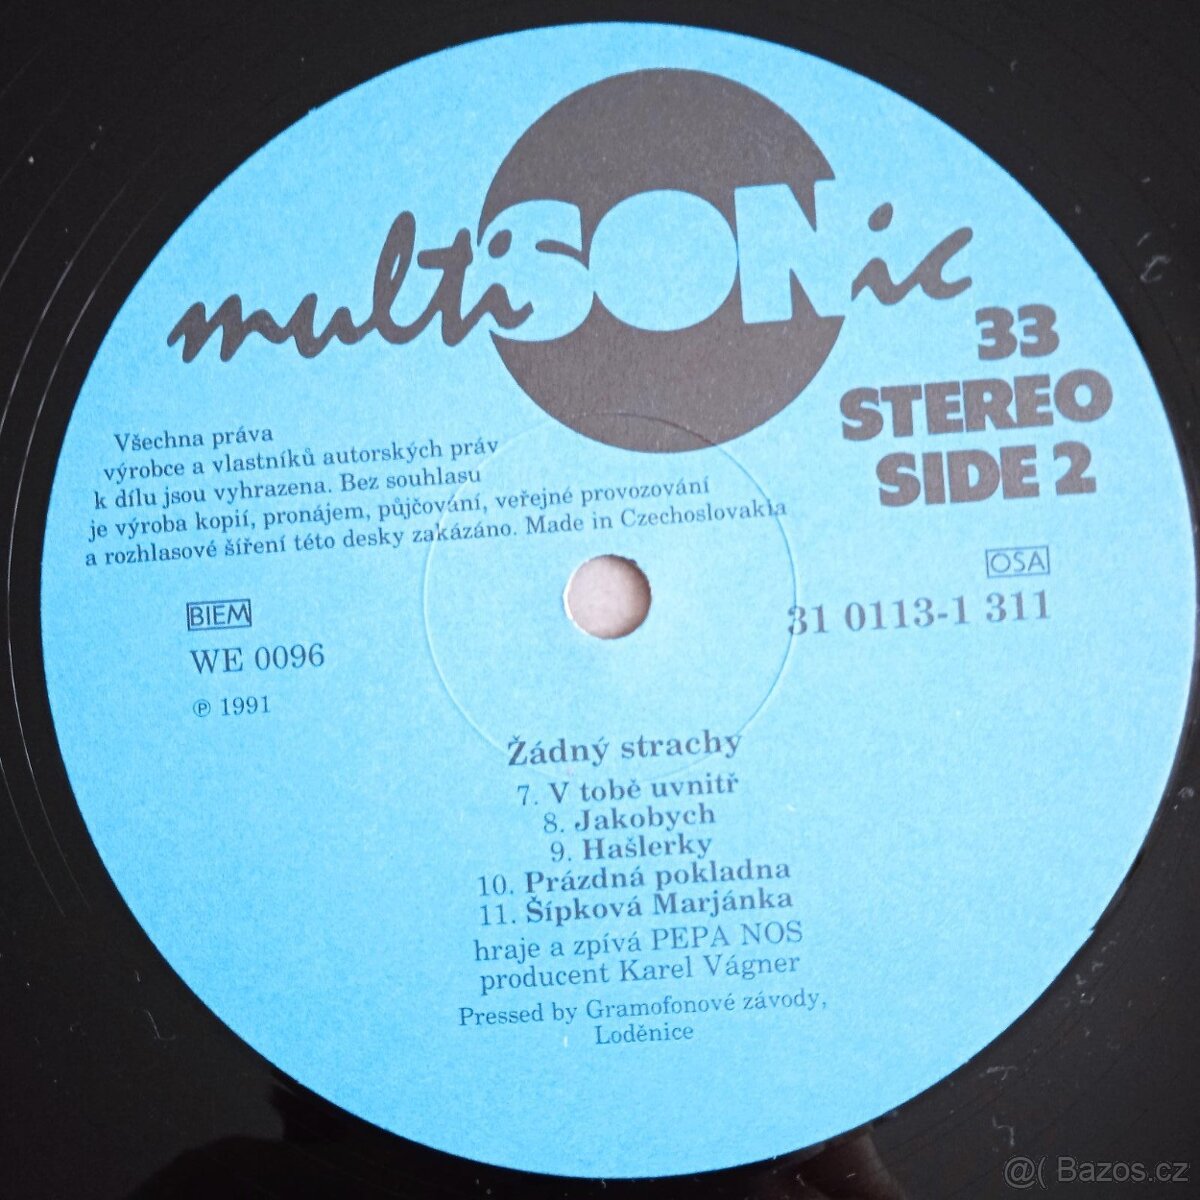 multiSONic
33
STEREO
SIDE 2
Všechna práva
výrobce a vlastníků autorských práv
k dílu jsou vyhrazena. Bez souhlasu
je výroba kopií, pronájem, půjčování, veřejné provozování
a rozhlasové šíření této desky zakázáno. Made in Czechoslovakia
OSA
31 0113-1 311
BIEM
WE 0096
℗ 1991
Žádný strachy
7. V tobě uvnitř
8. Jakobych
9. Hašlerky
10. Prázdná pokladna
11. Šípková Marjánka
hraje a zpívá PEPA NOS
producent Karel Vágner
Pressed by Gramofonové závody,
Loděnice
@( Bazos.cz